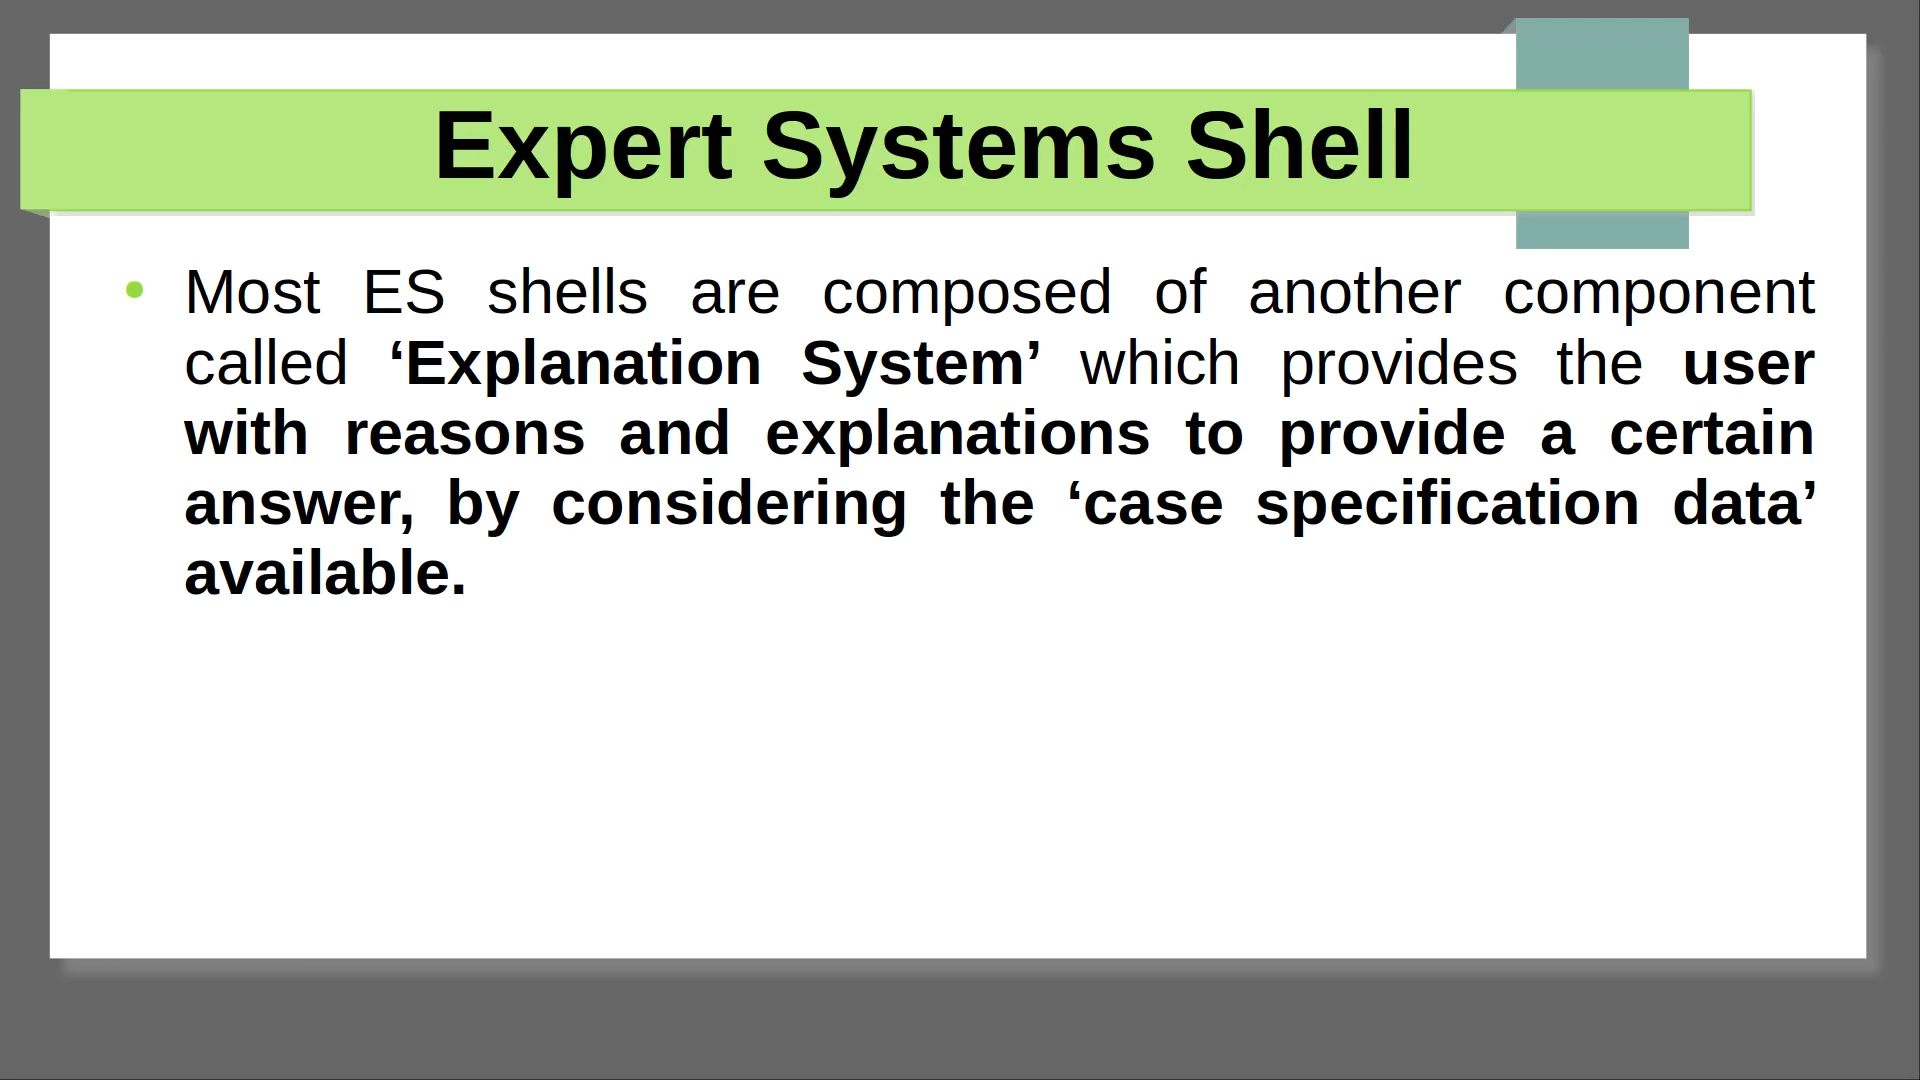 Expert Systems Shell
• Most ES shells are composed of another component
called ‘Explanation System’ which provides the user
with reasons and explanations to provide a certain
answer, by considering the ‘case specification data’
available.